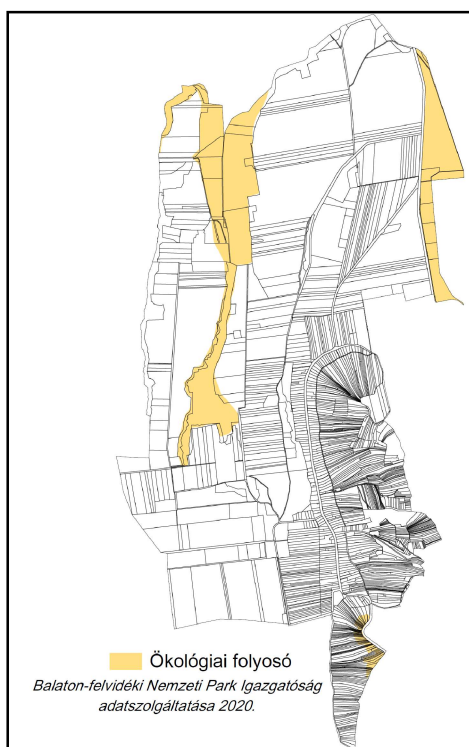 Ökológiai folyosó
Balaton-felvidéki Nemzeti Park Igazgatóság
adatszolgáltatása 2020.